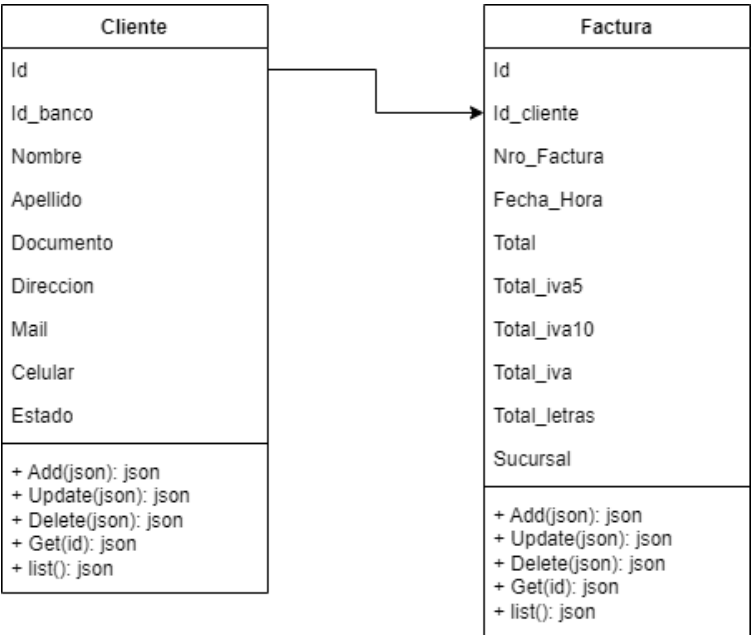 Cliente
Id
Id_banco
Nombre
Apellido
Documento
Direccion
Mail
Celular
Estado
+ Add(json): json
+ Update(json): json
+ Delete(json): json
+ Get(id): json
+ list(): json
Factura
Id
Id_cliente
Nro_Factura
Fecha_Hora
Total
Total_iva5
Total_iva10
Total_iva
Total_letras
Sucursal
+ Add(json): json
+ Update(json): json
+ Delete(json): json
+ Get(id): json
+ list(): json